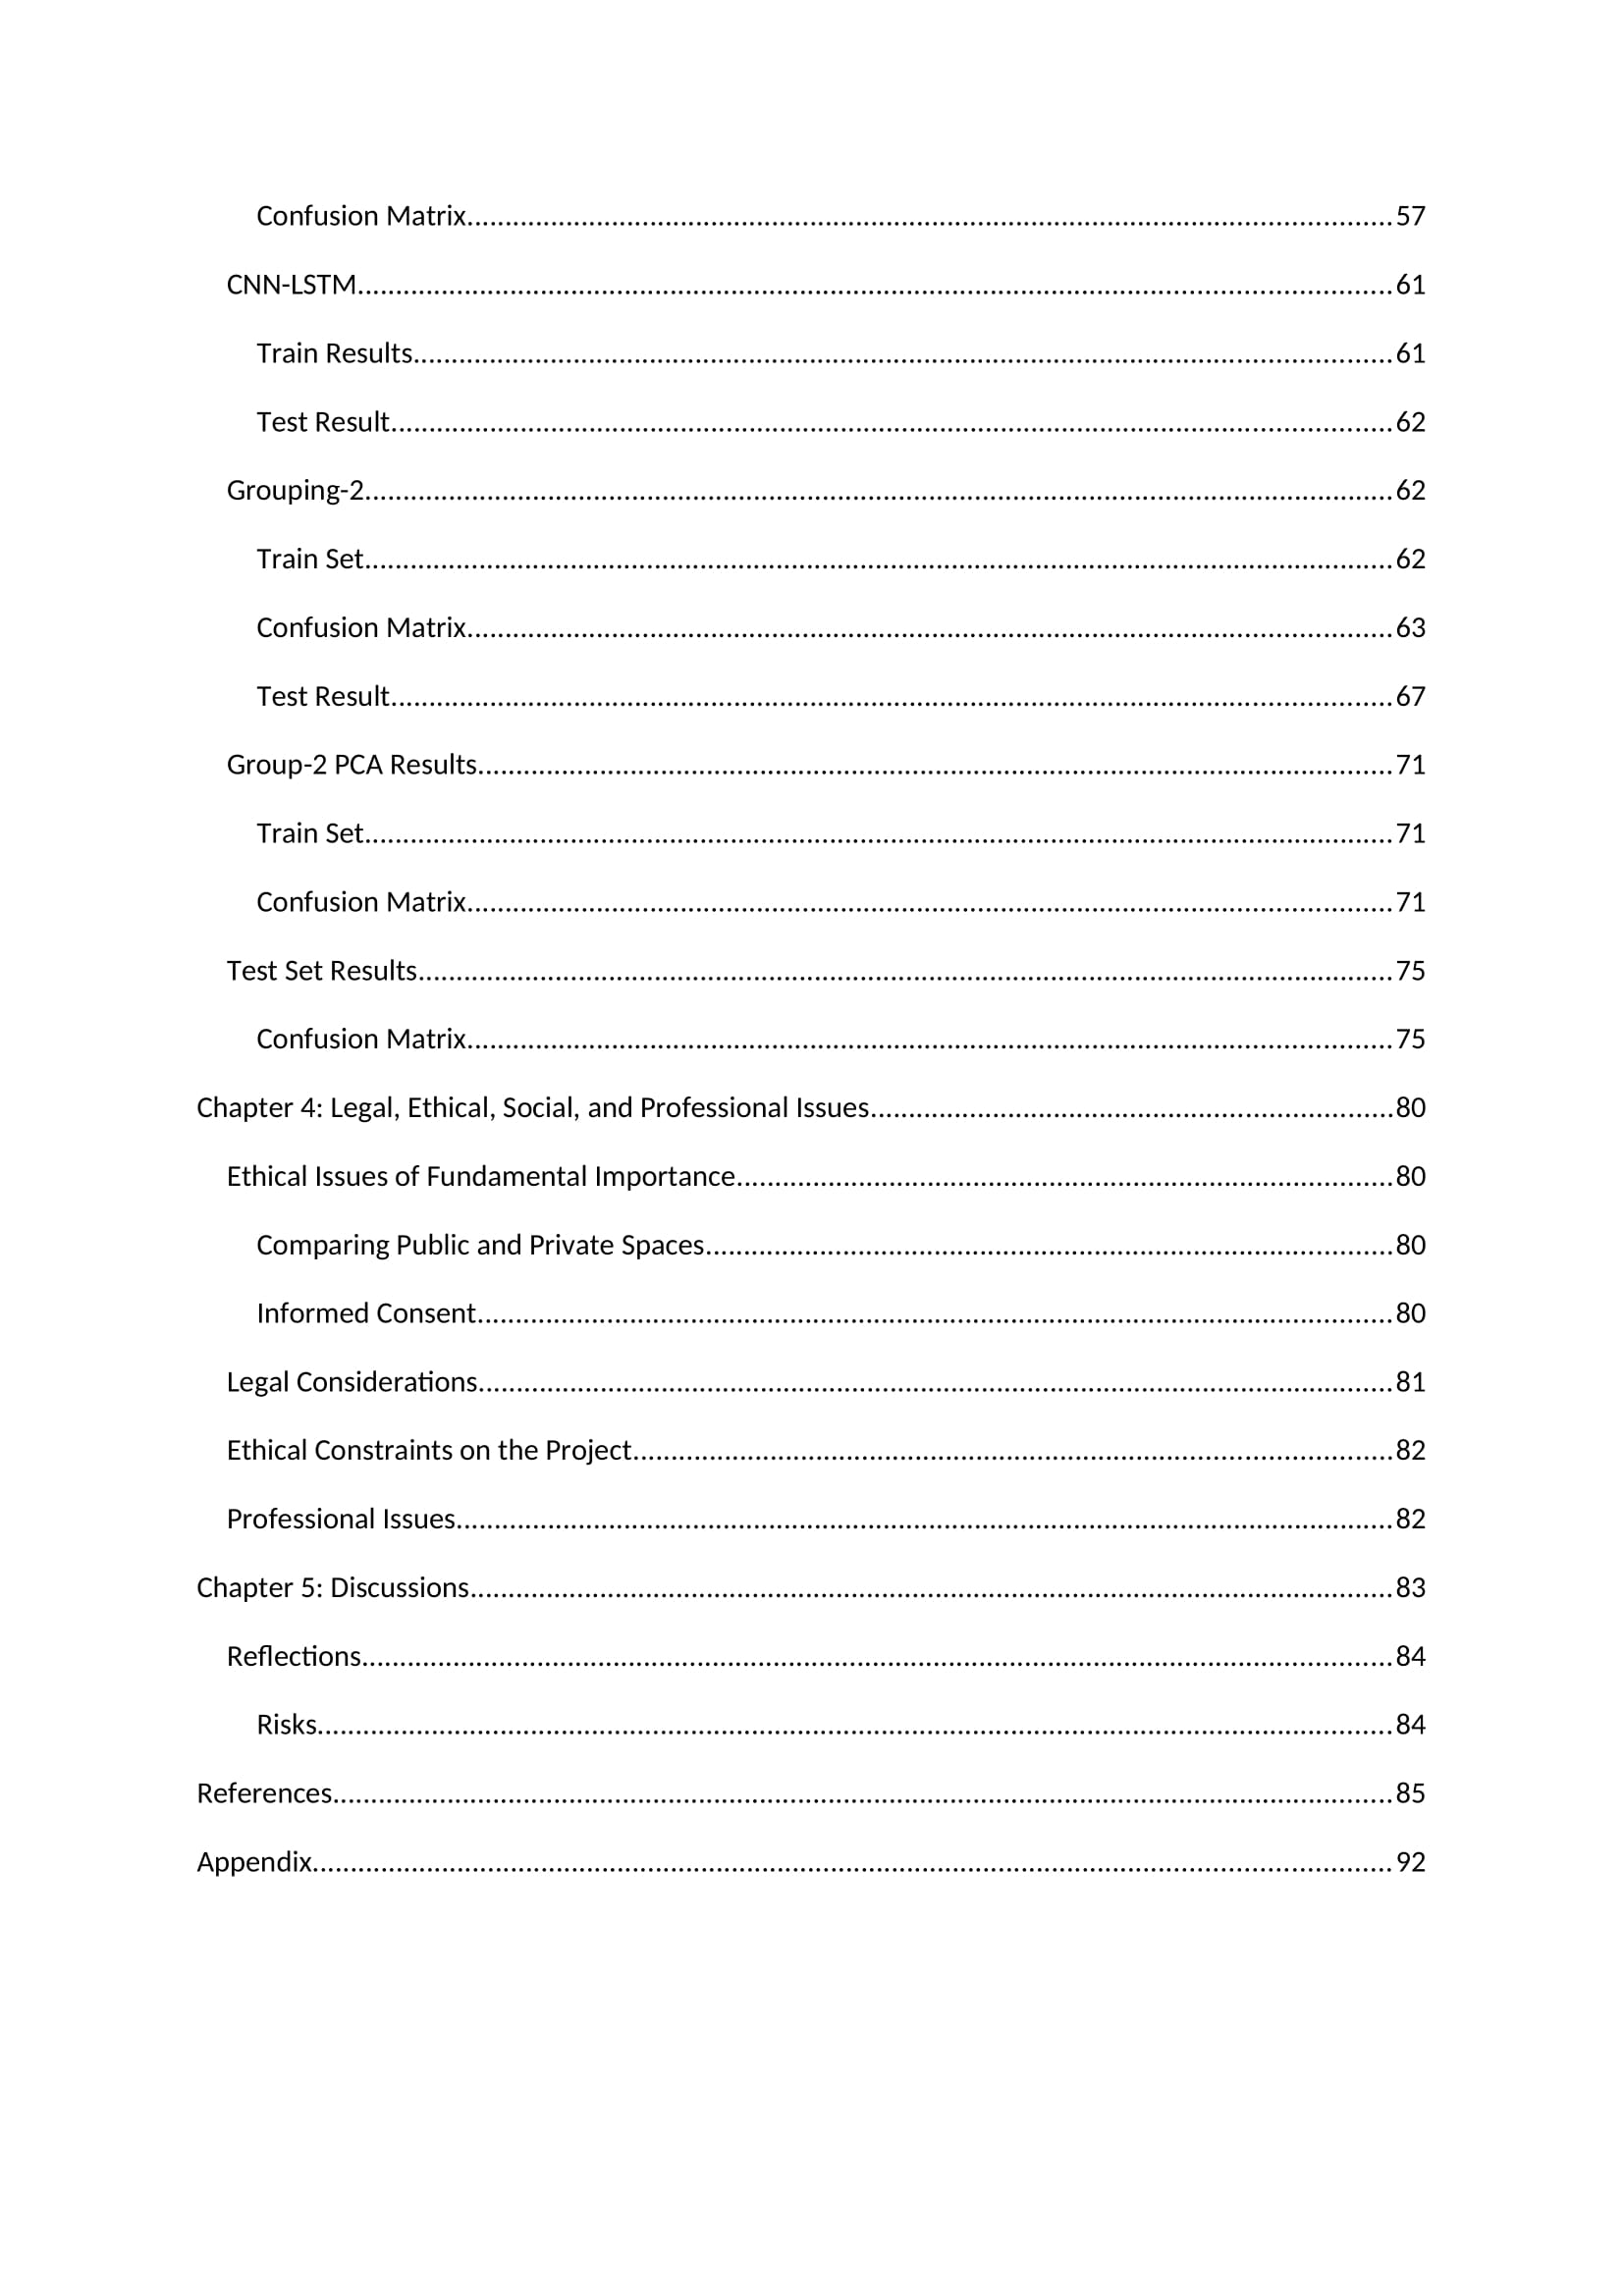 Confusion Matrix........................................57
CNN-LSTM........................................61
Train Results........................................61
Test Result........................................62
Grouping-2........................................62
Train Set........................................62
Confusion Matrix........................................63
Test Result........................................67
Group-2 PCA Results........................................71
Train Set........................................71
Confusion Matrix........................................71
Test Set Results........................................75
Confusion Matrix........................................75
Chapter 4: Legal, Ethical, Social, and Professional Issues........................................80
Ethical Issues of Fundamental Importance........................................80
Comparing Public and Private Spaces........................................80
Informed Consent........................................80
Legal Considerations........................................81
Ethical Constraints on the Project........................................82
Professional Issues........................................82
Chapter 5: Discussions........................................83
Reflections........................................84
Risks........................................84
References........................................85
Appendix........................................92